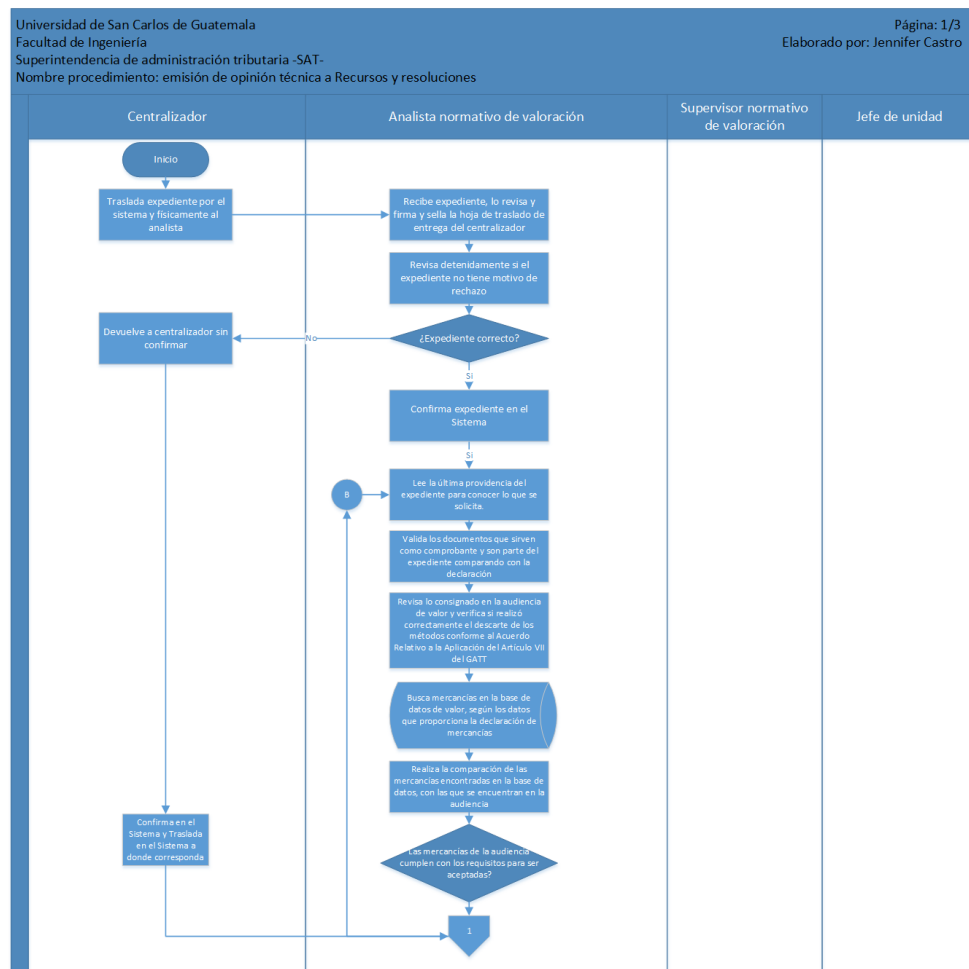 Universidad de San Carlos de Guatemala
Página: 1/3
Facultad de Ingeniería
Elaborado por: Jennifer Castro
Superintendencia de administración tributaria -SAT-
Nombre procedimiento: emisión de opinión técnica a Recursos y resoluciones
Centralizador
Analista normativo de valoración
Supervisor normativo
de valoración
Jefe de unidad
Inicio
Traslada expediente por el
sistema y físicamente al
analista
Recibe expediente, lo revisa y
firma y sella la hoja de traslado de
entrega del centralizador
Revisa detenidamente si el
expediente no tiene motivo de
rechazo
¿Expediente correcto?
No
Devuelve a centralizador sin
confirmar
Si
Confirma expediente en el
Sistema
Si
B
Lee la última providencia del
expediente para conocer lo que se
solicita.
Valida los documentos que sirven
como comprobante y son parte del
expediente comparando con la
declaración
Revisa lo consignado en la audiencia
de valor y verifica si realizó
correctamente el descarte de los
métodos conforme al Acuerdo
Relativo a la Aplicación del Artículo VII
del GATT
Busca mercancías en la base de
datos de valor, según los datos
que proporciona la declaración de
mercancías
Realiza la comparación de las
mercancías encontradas en la base de
datos, con las que se encuentran en la
audiencia
Confirma en el
Sistema y Traslada
en el Sistema a
donde corresponda
Las mercancías de la audiencia
cumplen con los requisitos para ser
aceptadas?
1